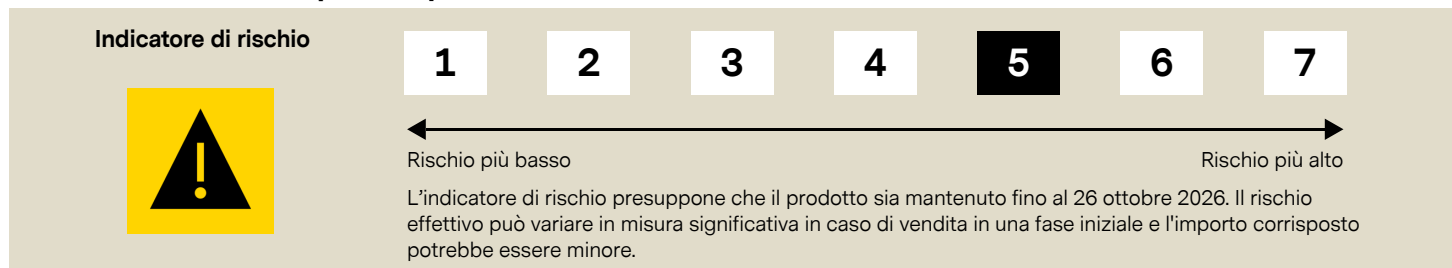 Indicatore di rischio
1 2 3 4 5 6 7
Rischio più basso Rischio più alto
L'indicatore di rischio presuppone che il prodotto sia mantenuto fino al 26 ottobre 2026. Il rischio
effettivo può variare in misura significativa in caso di vendita in una fase iniziale e l'importo corrisposto
potrebbe essere minore.